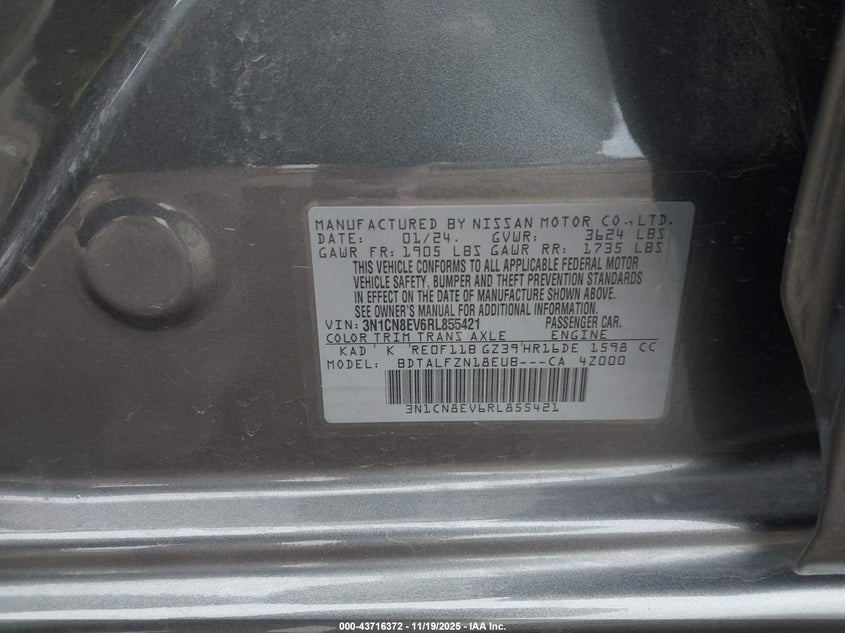 MANUFACTURED BY NISSAN MOTOR CO., LTD.
DATE: 01/24. GVWR: 3624 LBS
GAWR FR: 1905 LBS GAWR RR: 1735 LBS
THIS VEHICLE CONFORMS TO ALL APPLICABLE FEDERAL MOTOR
VEHICLE SAFETY, BUMPER AND THEFT PREVENTION STANDARDS
IN EFFECT ON THE DATE OF MANUFACTURE SHOWN ABOVE.
SEE OWNER'S MANUAL FOR ADDITIONAL INFORMATION.
VIN: 3N1CN8EV6RL855421 PASSENGER CAR.
COLOR TRIM TRANS AXLE ENGINE
KAD K RE0F11B GZ39 HR16DE 1598 CC
MODEL: BDTALFZN18EUB---CA 4Z000
3N1CN8EV6RL855421
000-43716372 - 11/19/2025 - IAA Inc.